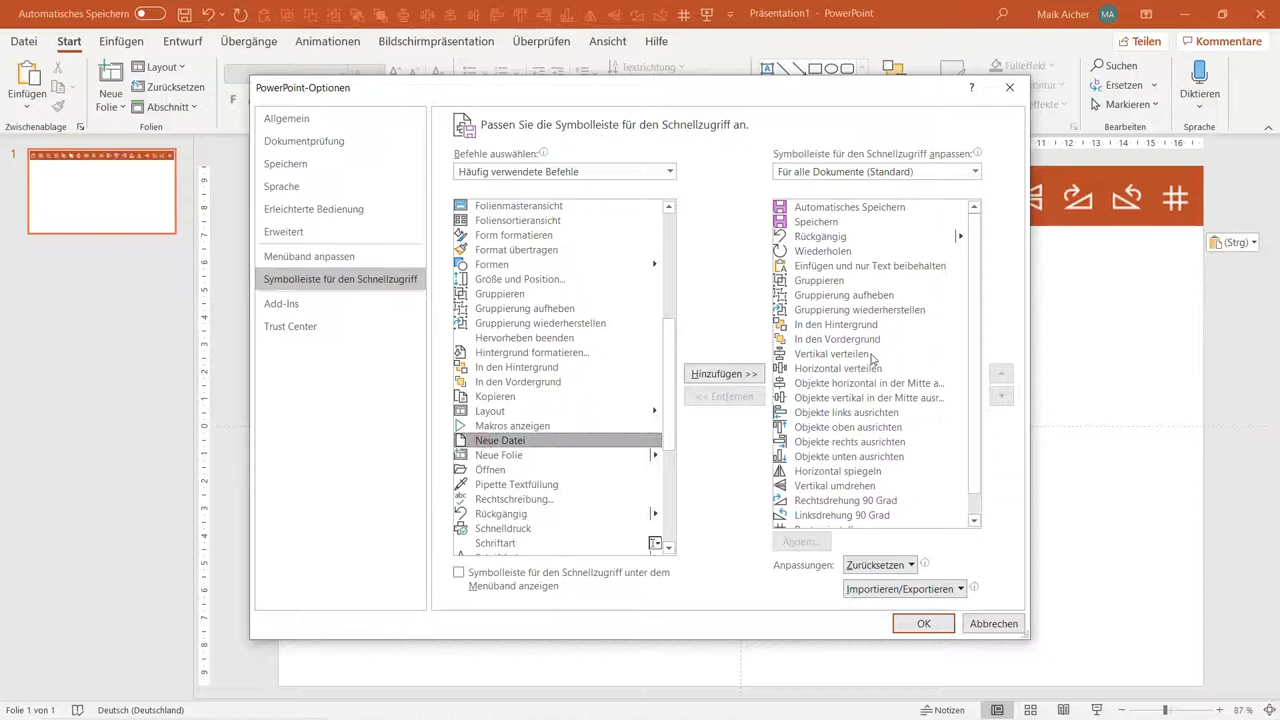 Automatisches Speichern
Präsentation1 - PowerPoint
Maik Aicher
MA
Datei
Start
Einfügen
Entwurf
Übergänge
Animationen
Bildschirmpräsentation
Überprüfen
Ansicht
Hilfe
Teilen
Kommentare
Einfügen
Zwischenablage
Neue
Folie
Layout
Zurücksetzen
Abschnitt
Folien
F
Textrichtung
Fülleffekt
Suchen
Ersetzen
Markieren
Bearbeiten
Diktieren
Sprache
1
PowerPoint-Optionen
?
Allgemein
Dokumentprüfung
Speichern
Sprache
Erleichterte Bedienung
Erweitert
Menüband anpassen
Symbolleiste für den Schnellzugriff
Add-Ins
Trust Center
Passen Sie die Symbolleiste für den Schnellzugriff an.
Befehle auswählen:
Häufig verwendete Befehle
Folienmasteransicht
Foliensortieransicht
Form formatieren
Format übertragen
Formen
Größe und Position...
Gruppieren
Gruppierung aufheben
Gruppierung wiederherstellen
Hervorheben beenden
Hintergrund formatieren...
In den Hintergrund
In den Vordergrund
Kopieren
Layout
Makros anzeigen
Neue Datei
Neue Folie
Öffnen
Pipette Textfüllung
Rechtschreibung...
Rückgängig
Schnelldruck
Schriftart
Symbolleiste für den Schnellzugriff unter dem
Menüband anzeigen
Hinzufügen >>
<< Entfernen
Symbolleiste für den Schnellzugriff anpassen:
Für alle Dokumente (Standard)
Automatisches Speichern
Speichern
Rückgängig
Wiederholen
Einfügen und nur Text beibehalten
Gruppieren
Gruppierung aufheben
Gruppierung wiederherstellen
In den Hintergrund
In den Vordergrund
Vertikal verteilen
Horizontal verteilen
Objekte horizontal in der Mitte a...
Objekte vertikal in der Mitte ausr...
Objekte links ausrichten
Objekte oben ausrichten
Objekte rechts ausrichten
Objekte unten ausrichten
Horizontal spiegeln
Vertikal umdrehen
Rechtsdrehung 90 Grad
Linksdrehung 90 Grad
Ändern...
Anpassungen:
Zurücksetzen
Importieren/Exportieren
OK
Abbrechen
11 12 13 14 15 16
(Strg)
Folie 1 von 1
Deutsch (Deutschland)
Notizen
87 %